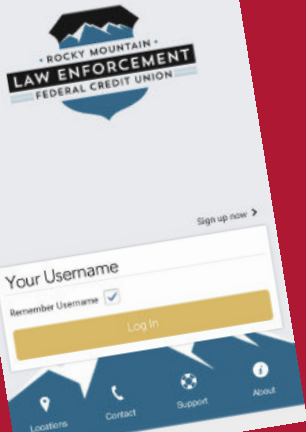 • ROCKY MOUNTAIN •
LAW ENFORCEMENT
FEDERAL CREDIT UNION
Sign up now >
Your Username
Remember Username
Log In
Locations
Contact
Support
About